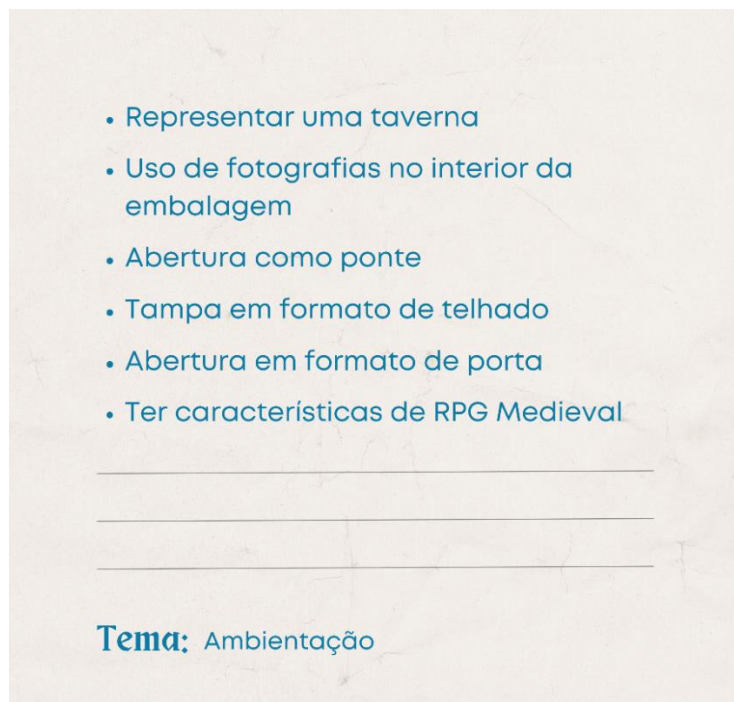 • Representar uma taverna
• Uso de fotografias no interior da
embalagem
• Abertura como ponte
• Tampa em formato de telhado
• Abertura em formato de porta
• Ter características de RPG Medieval
Tema: Ambientação